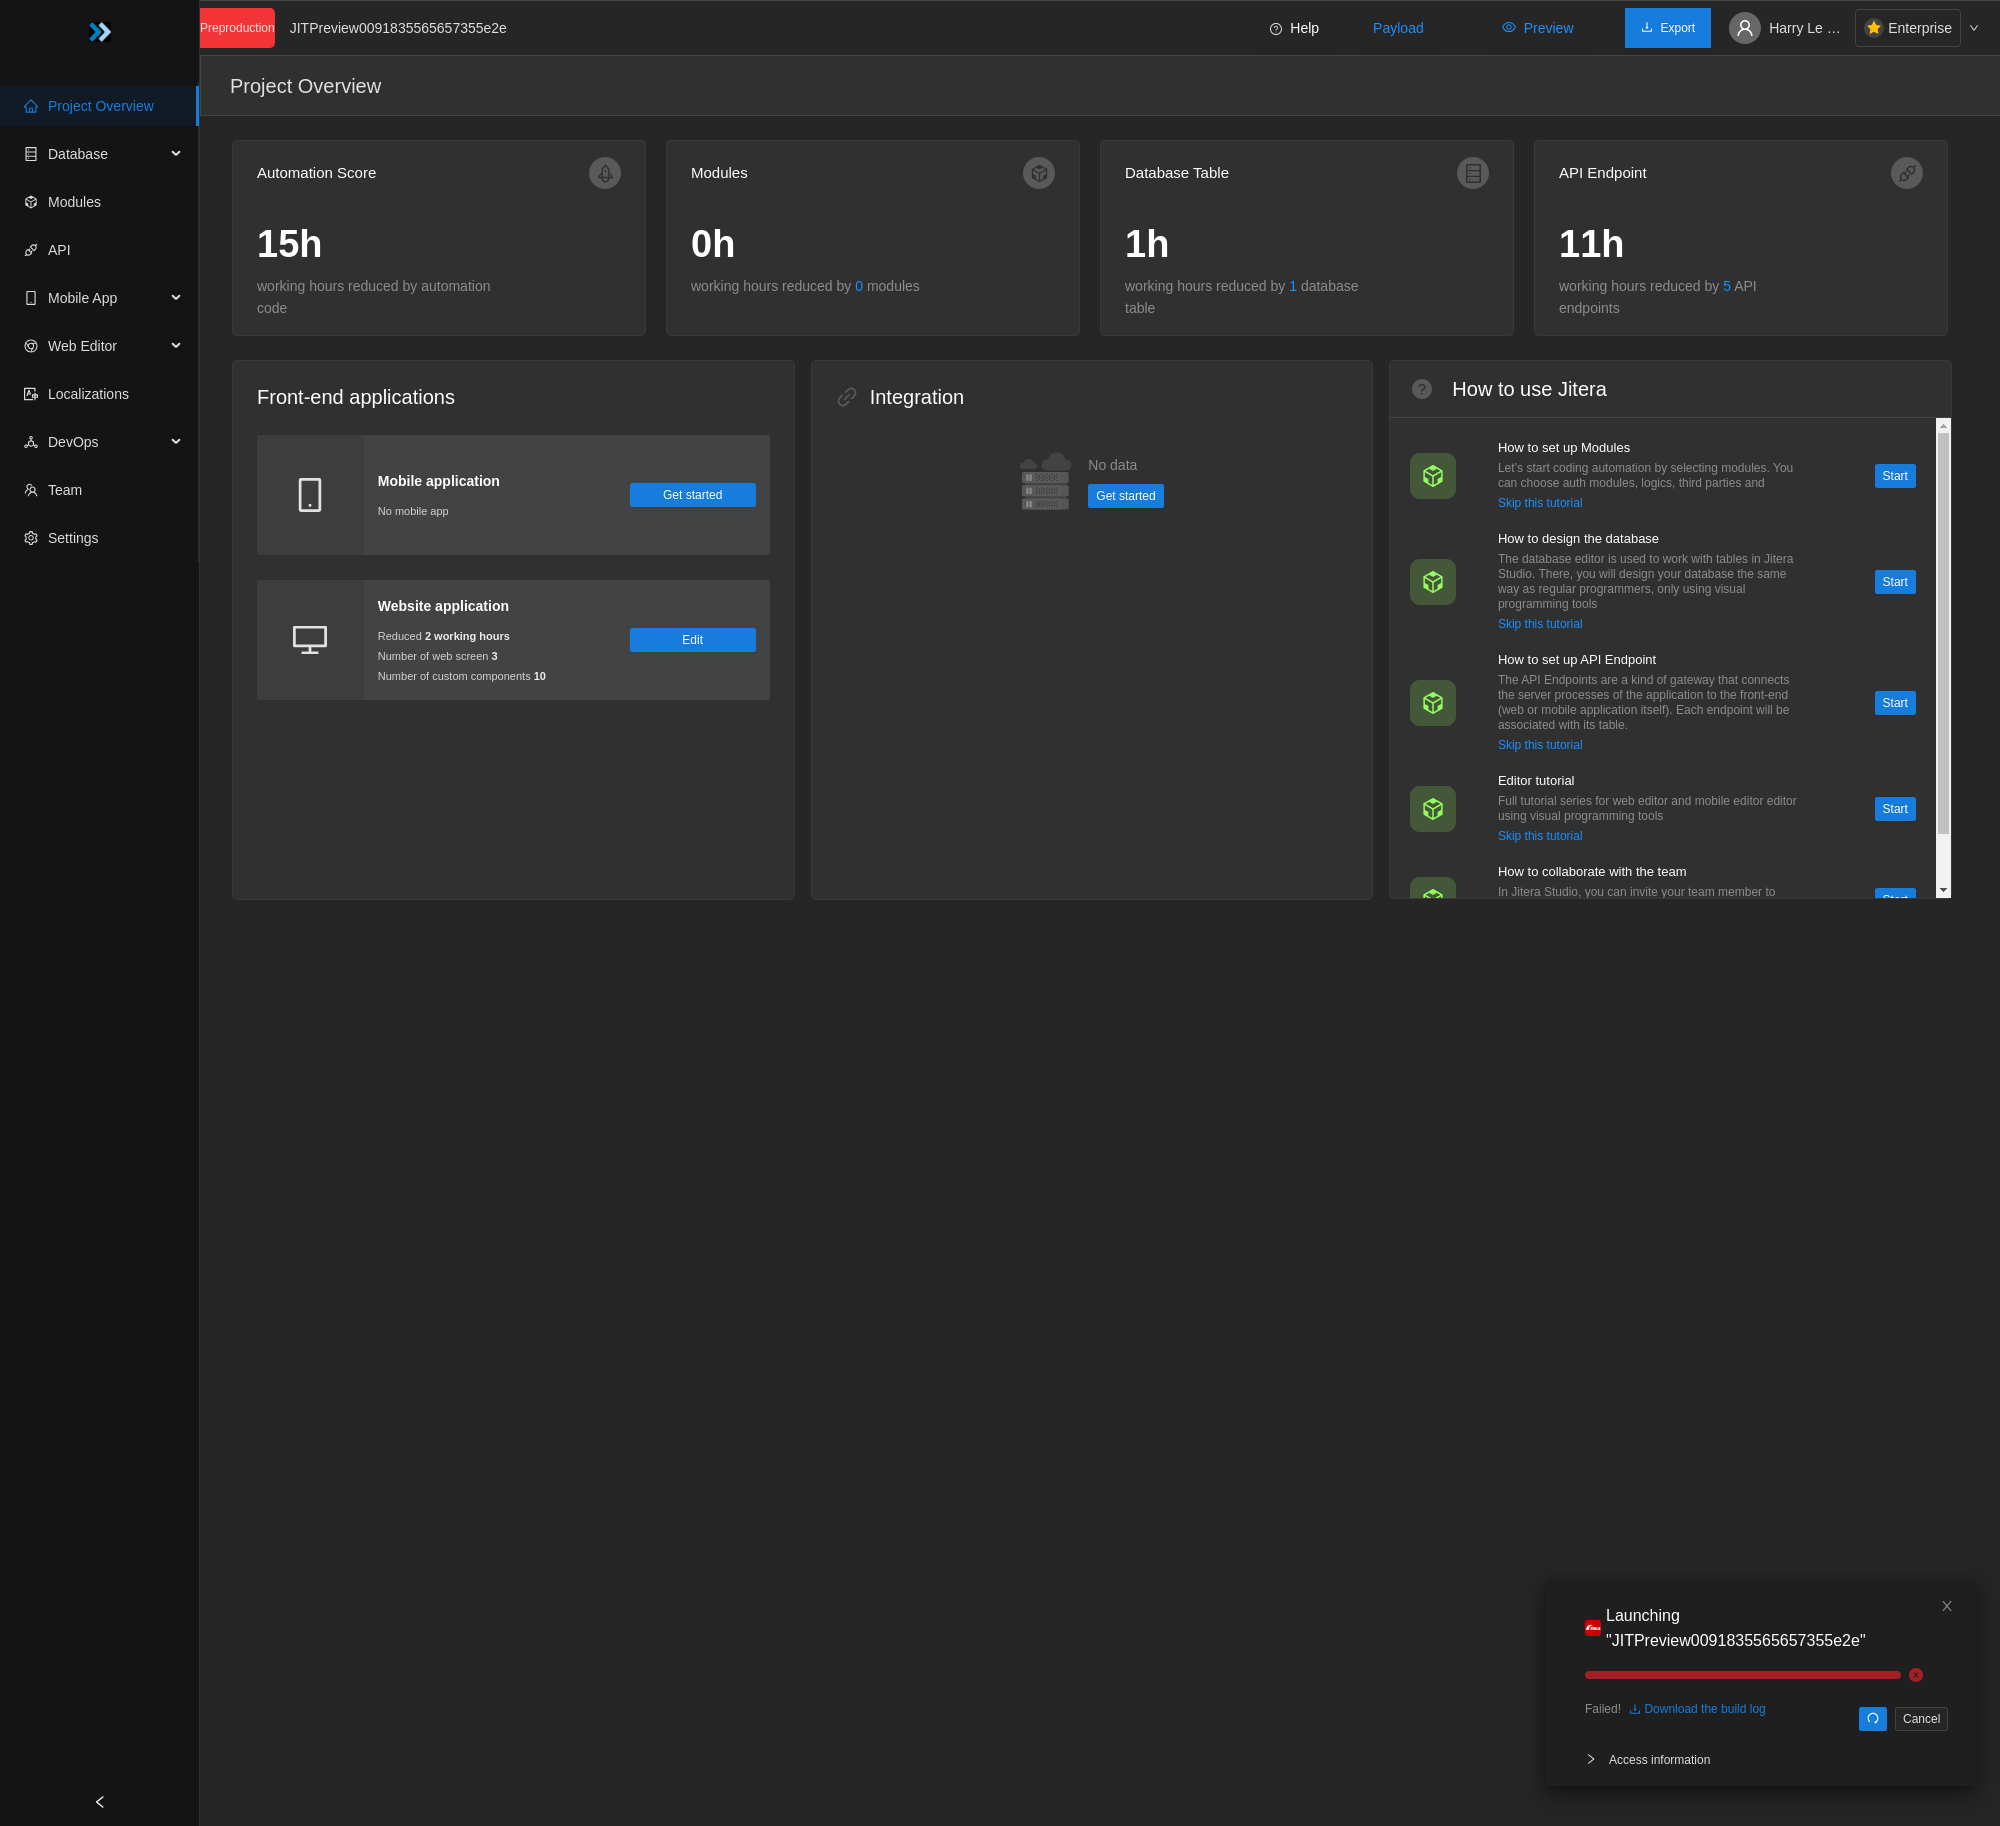 Preproduction
JITPreview0091835565657355e2e
Help
Payload
Preview
Export
Harry Le ...
Enterprise
Project Overview
Database
Modules
API
Mobile App
Web Editor
Localizations
DevOps
Team
Settings
Project Overview
Automation Score
15h
working hours reduced by automation
code
Modules
0h
working hours reduced by 0 modules
Database Table
1h
working hours reduced by 1 database
table
API Endpoint
11h
working hours reduced by 5 API
endpoints
Front-end applications
Mobile application
No mobile app
Get started
Website application
Reduced 2 working hours
Number of web screen 3
Number of custom components 10
Edit
Integration
No data
Get started
How to use Jitera
How to set up Modules
Let's start coding automation by selecting modules. You
can choose auth modules, logics, third parties and
Skip this tutorial
Start
How to design the database
The database editor is used to work with tables in Jitera
Studio. There, you will design your database the same
way as regular programmers, only using visual
programming tools
Skip this tutorial
Start
How to set up API Endpoint
The API Endpoints are a kind of gateway that connects
the server processes of the application to the front-end
(web or mobile application itself). Each endpoint will be
associated with its table.
Skip this tutorial
Start
Editor tutorial
Full tutorial series for web editor and mobile editor editor
using visual programming tools
Skip this tutorial
Start
How to collaborate with the team
In Jitera Studio, you can invite your team member to
Start
Launching
"JITPreview0091835565657355e2e"
Failed!
Download the build log
Cancel
Access information